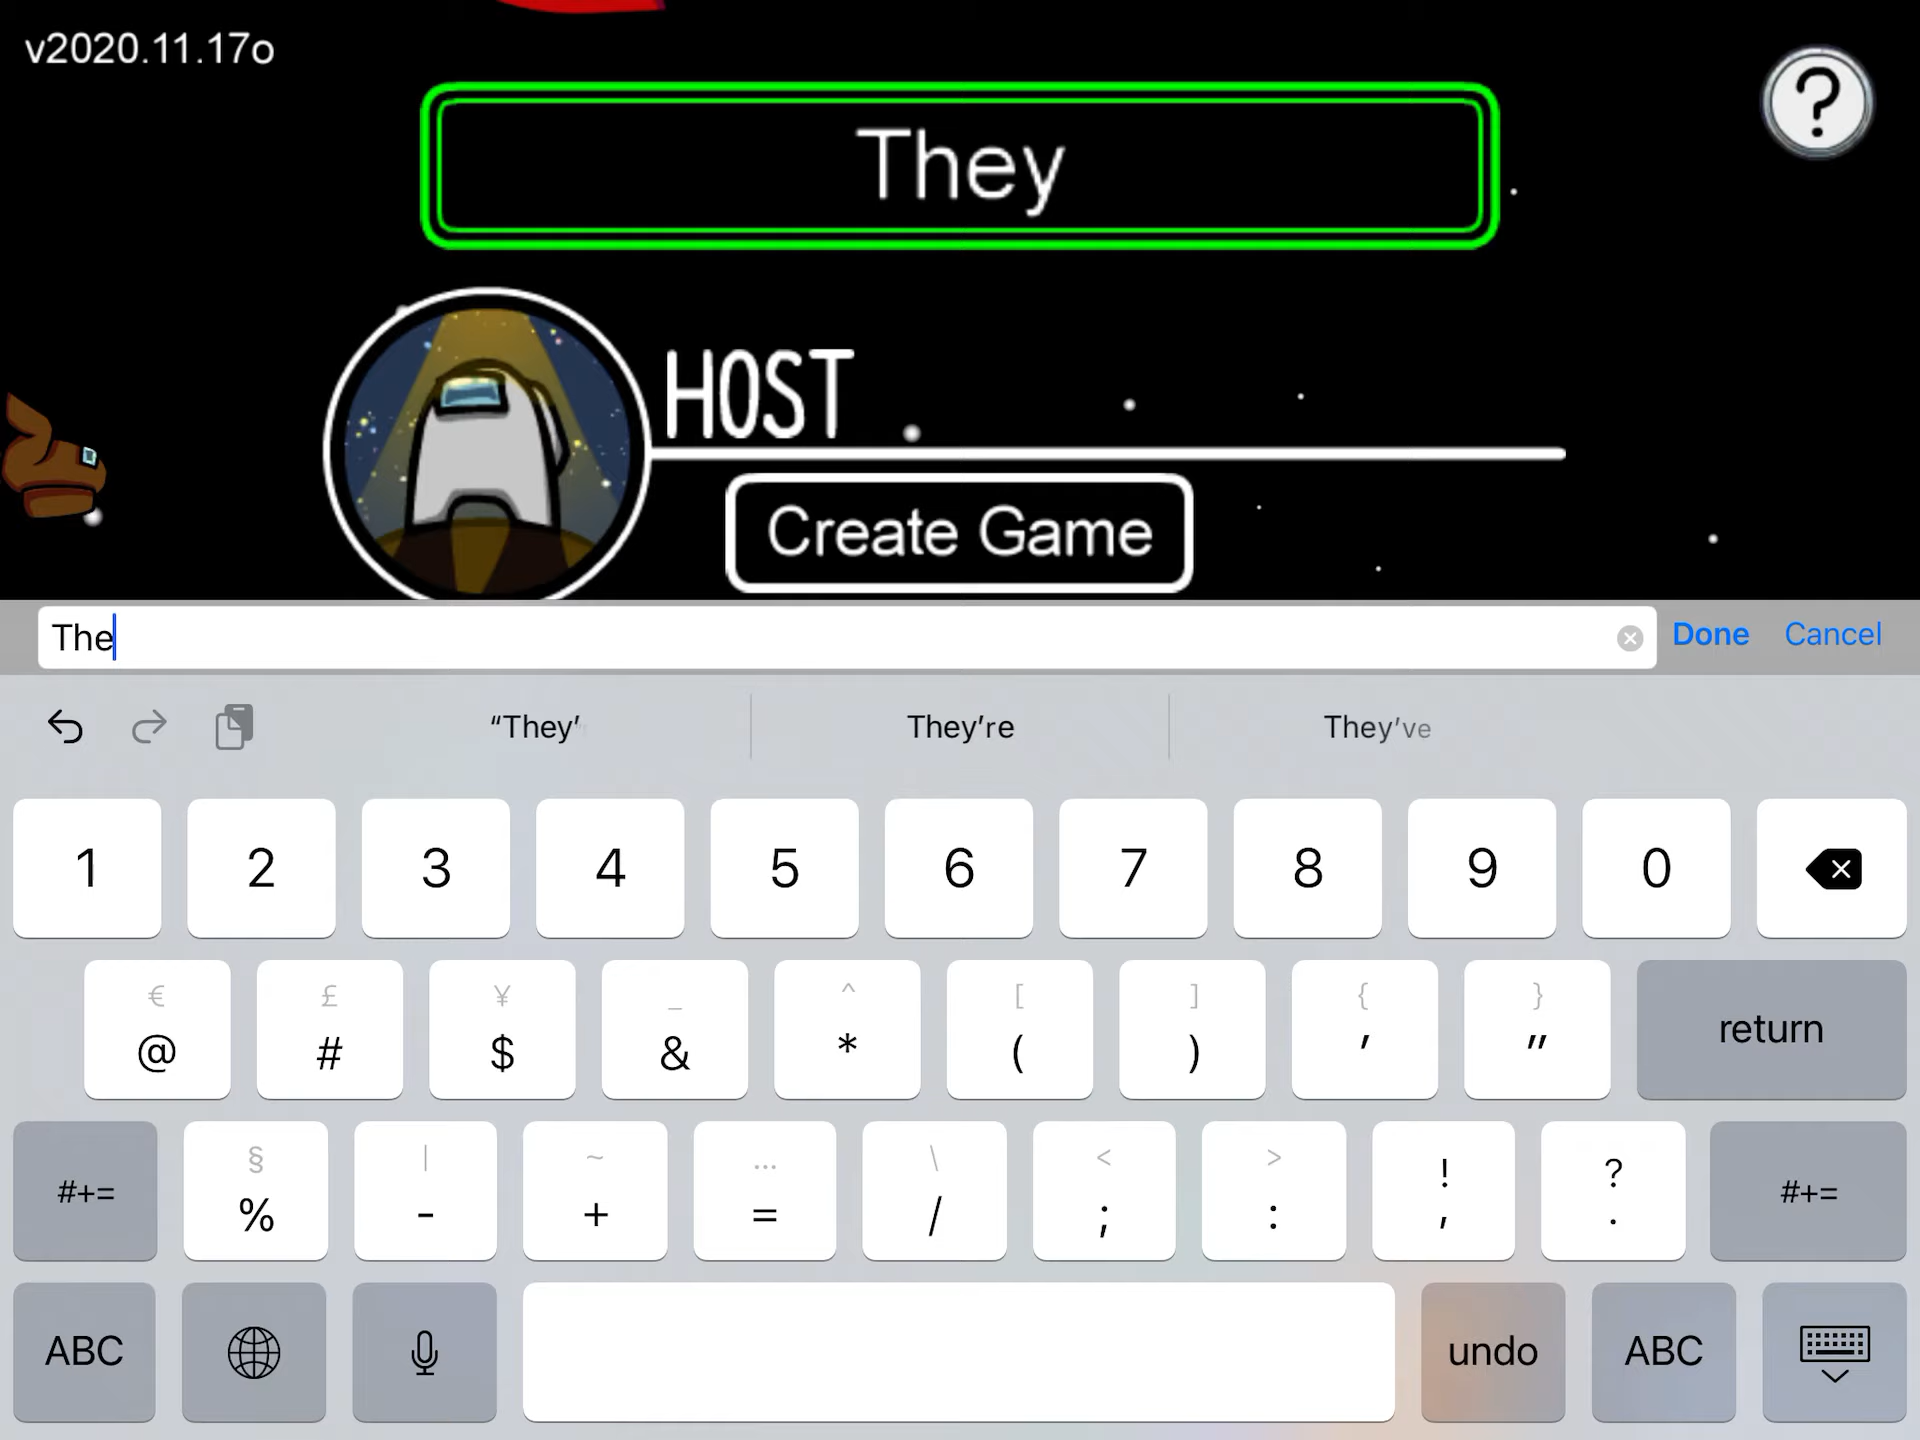 v2020.11.17o
?
They
HOST
Create Game
The
Done Cancel
“They’ They’re They’ve
1 2 3 4 5 6 7 8 9 0
€ £ ¥ _ ^ [ ] { }
@ # $ & * ( ) ' " return
§ | ~ … \ < > ! ?
#+= % - + = / ; : , . #+=
ABC undo ABC